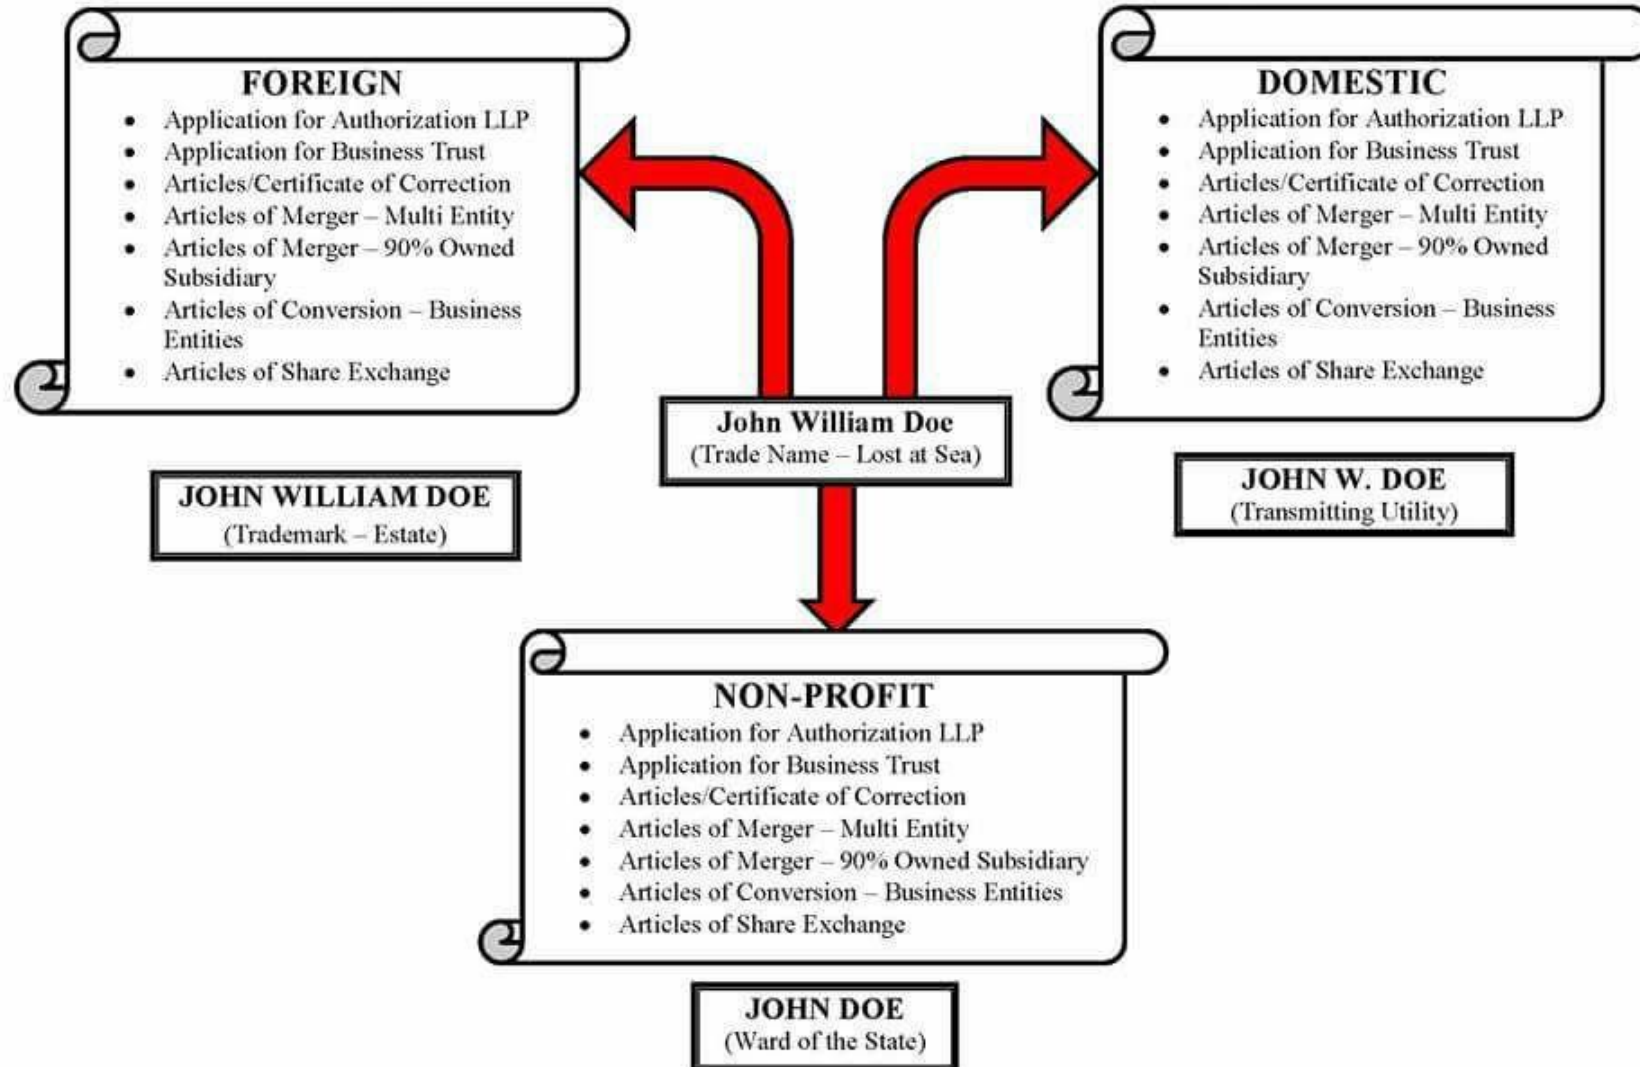 FOREIGN
• Application for Authorization LLP
• Application for Business Trust
• Articles/Certificate of Correction
• Articles of Merger – Multi Entity
• Articles of Merger – 90% Owned
Subsidiary
• Articles of Conversion – Business
Entities
• Articles of Share Exchange
JOHN WILLIAM DOE
(Trademark – Estate)
John William Doe
(Trade Name – Lost at Sea)
DOMESTIC
• Application for Authorization LLP
• Application for Business Trust
• Articles/Certificate of Correction
• Articles of Merger – Multi Entity
• Articles of Merger – 90% Owned
Subsidiary
• Articles of Conversion – Business
Entities
• Articles of Share Exchange
JOHN W. DOE
(Transmitting Utility)
NON-PROFIT
• Application for Authorization LLP
• Application for Business Trust
• Articles/Certificate of Correction
• Articles of Merger – Multi Entity
• Articles of Merger – 90% Owned Subsidiary
• Articles of Conversion – Business Entities
• Articles of Share Exchange
JOHN DOE
(Ward of the State)